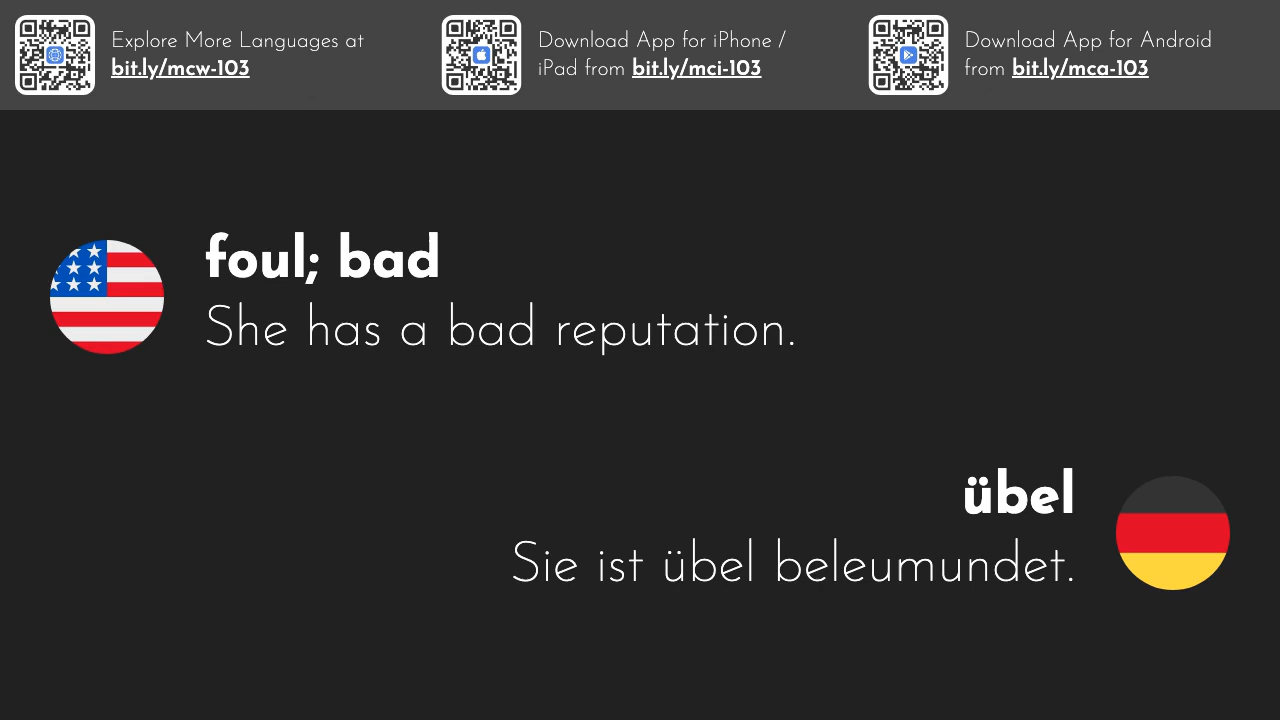 Explore More Languages at
bit.ly/mcw-103
Download App for iPhone /
iPad from bit.ly/mci-103
Download App for Android
from bit.ly/mca-103
foul; bad
She has a bad reputation.
übel
Sie ist übel beleumundet.